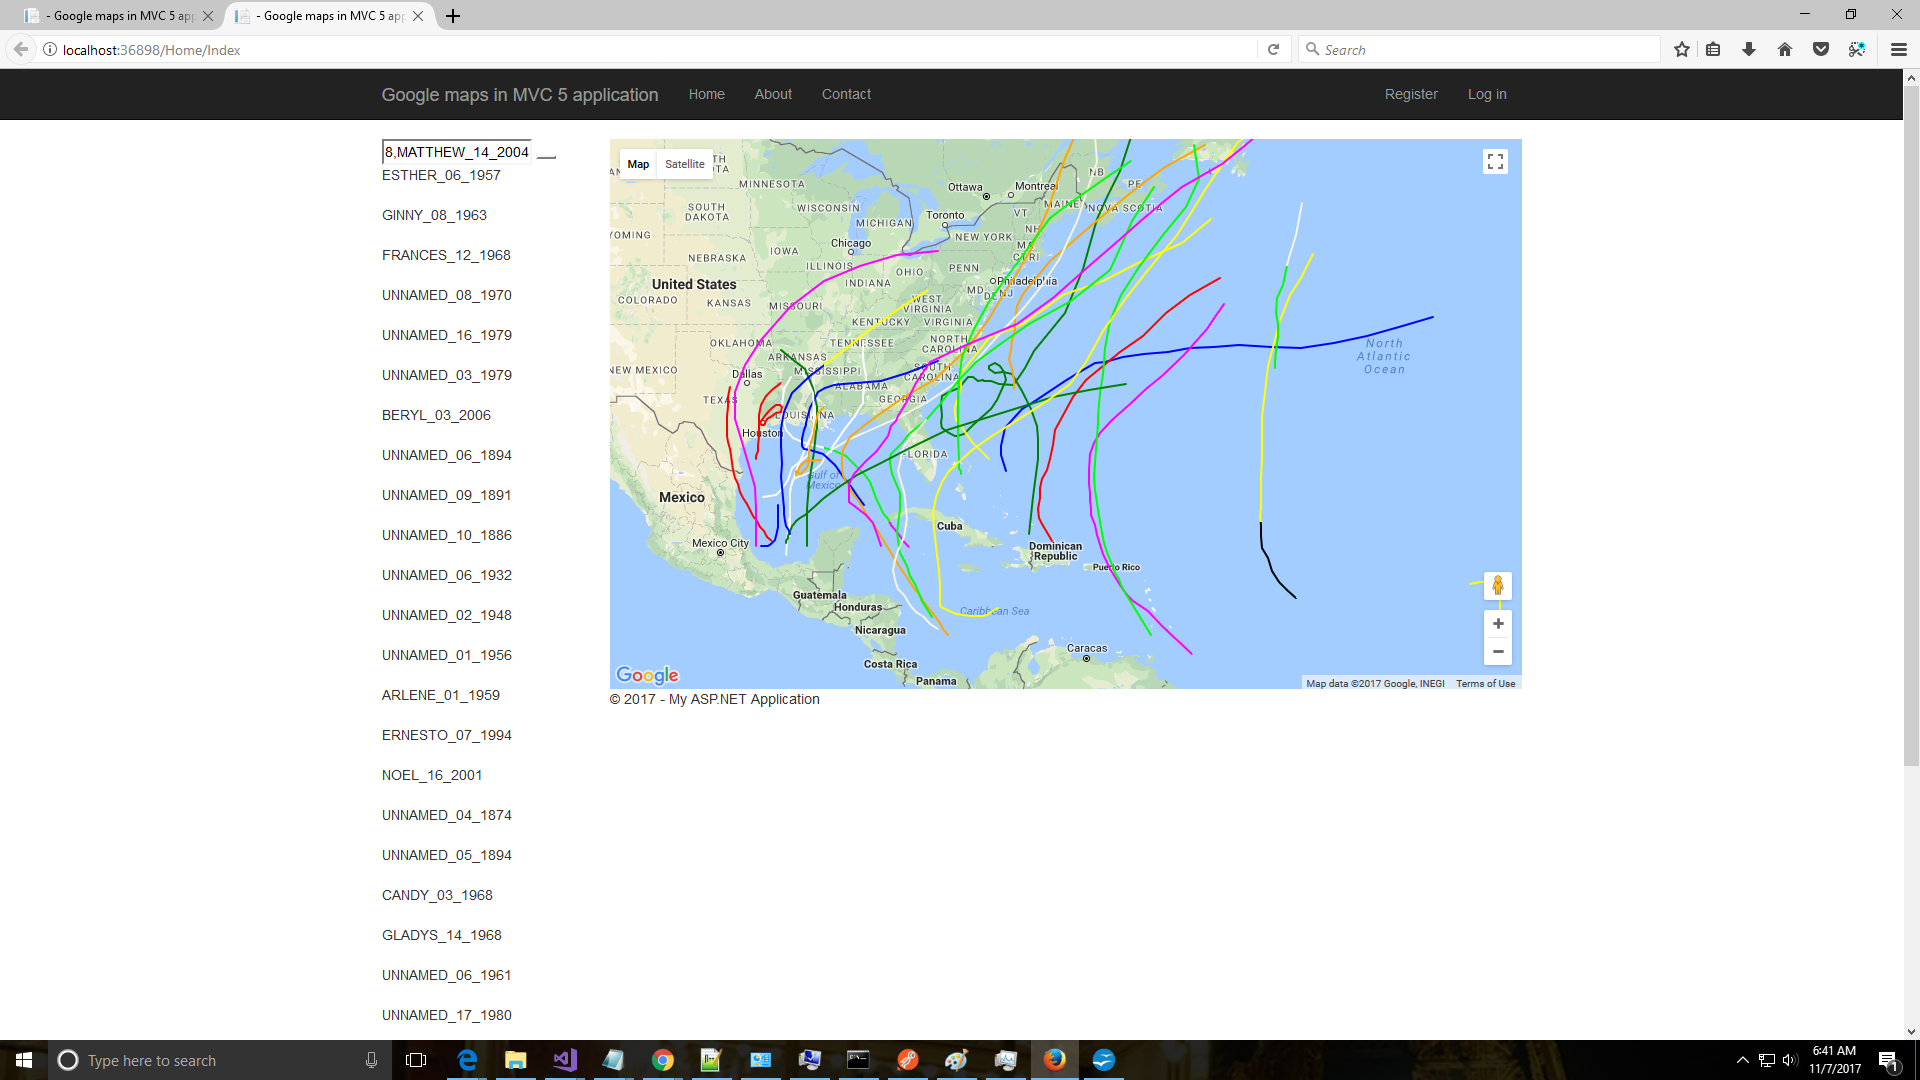 - Google maps in MVC 5 app
- Google maps in MVC 5 app
localhost:36898/Home/Index
Search
Google maps in MVC 5 application
Home
About
Contact
Register
Log in
8,MATTHEW_14_2004
ESTHER_06_1957
GINNY_08_1963
FRANCES_12_1968
UNNAMED_08_1970
UNNAMED_16_1979
UNNAMED_03_1979
BERYL_03_2006
UNNAMED_06_1894
UNNAMED_09_1891
UNNAMED_10_1886
UNNAMED_06_1932
UNNAMED_02_1948
UNNAMED_01_1956
ARLENE_01_1959
ERNESTO_07_1994
NOEL_16_2001
UNNAMED_04_1874
UNNAMED_05_1894
CANDY_03_1968
GLADYS_14_1968
UNNAMED_06_1961
UNNAMED_17_1980
Map
Satellite
MINNESOTA
SOUTH
DAKOTA
WISCONSIN
MICHIGAN
OMING
IOWA
Chicago
NEBRASKA
ILLINOIS
INDIANA
OHIO
PENN
United States
COLORADO
KANSAS
MISSOURI
WEST
VIRGINIA
KENTUCKY
VIRGINIA
MD
DE
NJ
Philadelphia
CT
RI
MA
NH
VT
NEW YORK
Toronto
Ottawa
Montreal
MAINE
NB
PE
NOVA SCOTIA
OKLAHOMA
ARKANSAS
TENNESSEE
NORTH
CAROLINA
SOUTH
CAROLINA
NEW MEXICO
Dallas
MISSISSIPPI
ALABAMA
TEXAS
LOUISIANA
GEORGIA
Houston
FLORIDA
Gulf of
Mexico
Mexico
Mexico City
Cuba
Dominican
Republic
Puerto Rico
Guatemala
Honduras
Nicaragua
Caribbean Sea
Costa Rica
Panama
Caracas
North
Atlantic
Ocean
Google
Map data ©2017 Google, INEGI
Terms of Use
© 2017 - My ASP.NET Application
Type here to search
6:41 AM
11/7/2017
1